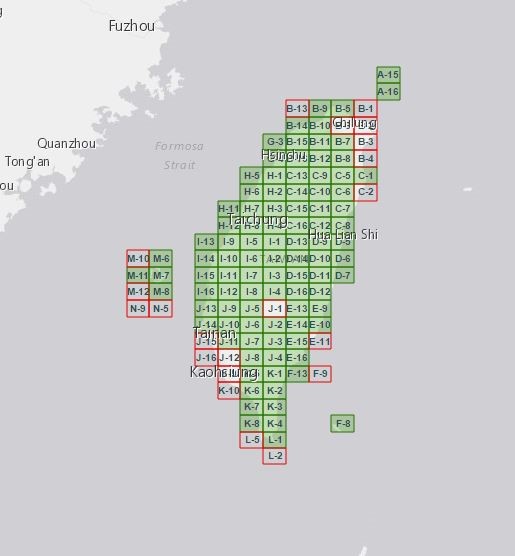 Fuzhou
A-15
A-16
B-13 B-9 B-5 B-1
B-14 B-10
Chilung
Formosa
Strait
Quanzhou
G-3 B-15 B-11 B-7 B-3
Tong'an
Hsinchu
B-12 B-8 B-4
H-5 H-1 C-13 C-9 C-5 C-1
H-6 H-2 C-14 C-10 C-6 C-2
ou
H-11 H-7 H-3 C-15 C-11 C-7
Taichung
H-12 H-8 H-4 C-16 C-12 C-8
Hua Lian Shi
I-13 I-9 I-5 I-1 D-13 D-9 D-5
M-10 M-6 I-14 I-10 I-6 I-2 D-14 D-10 D-6
M-11 M-7 I-15 I-11 I-7 I-3 D-15 D-11 D-7
M-12 M-8 I-16 I-12 I-8 I-4 D-16 D-12
N-9 N-5 J-13 J-9 J-5 J-1 E-13 E-9
J-14 J-10 J-6 J-2 E-14 E-10
Tainan
J-15 J-11 J-7 J-3 E-15 E-11
J-16 J-12 J-8 J-4 E-16
Kaohsiung
K-1 F-13 F-9
K-10 K-6 K-2
K-7 K-3
K-8 K-4 F-8
L-5 L-1
L-2